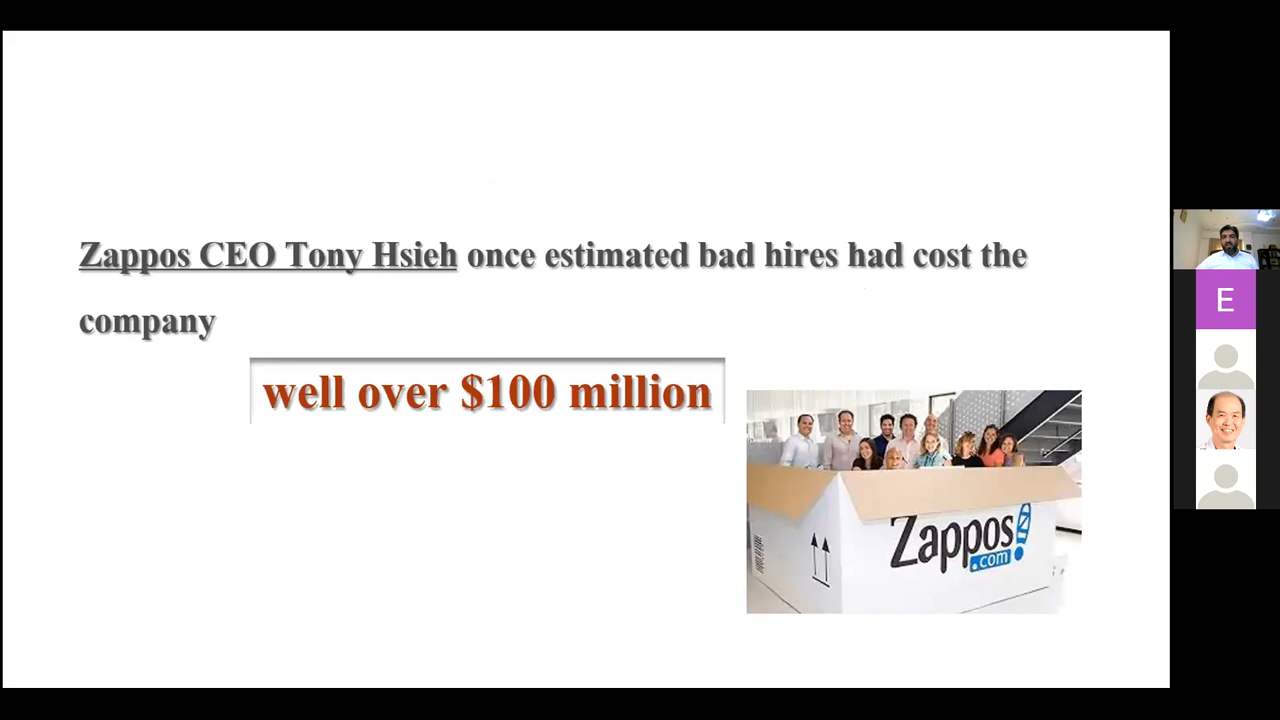 Zappos CEO Tony Hsieh once estimated bad hires had cost the
company
well over $100 million
Zappos
.com
E